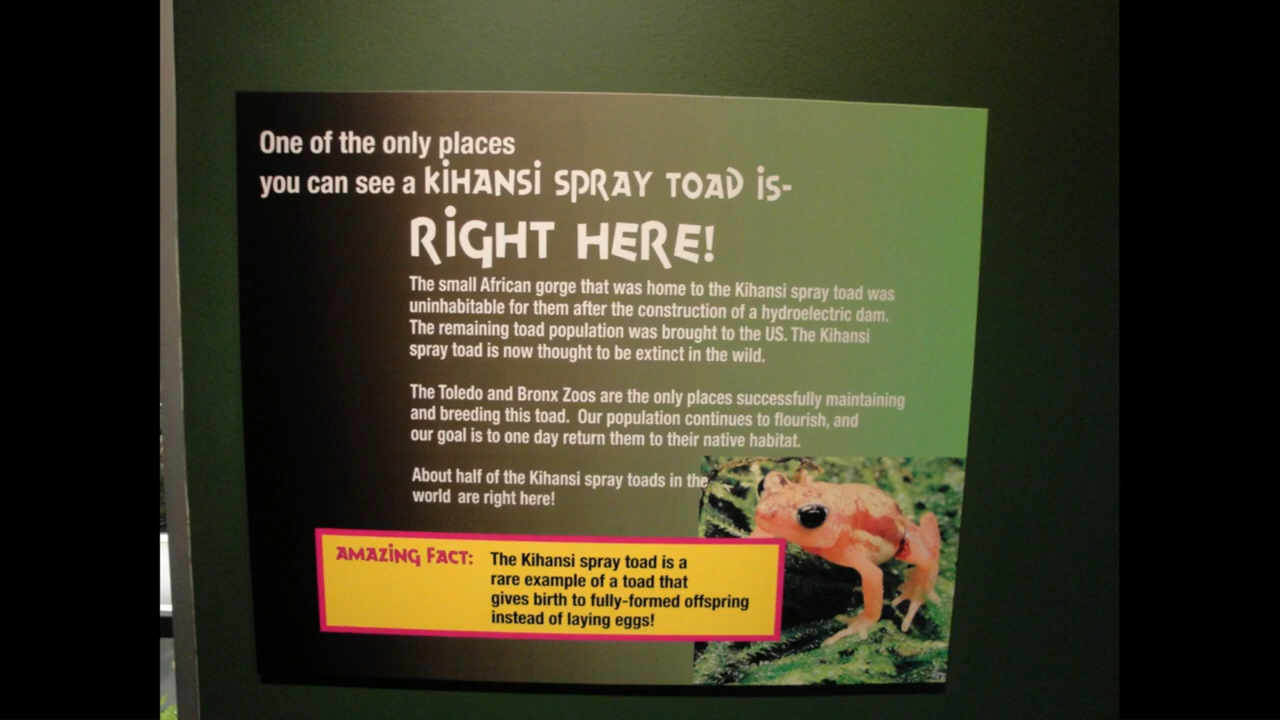 One of the only places
you can see a KiHANSi SPRAY TOAD iS-
RiGHT HERE!
The small African gorge that was home to the Kihansi spray toad was
uninhabitable for them after the construction of a hydroelectric dam.
The remaining toad population was brought to the US. The Kihansi
spray toad is now thought to be extinct in the wild.
The Toledo and Bronx Zoos are the only places successfully maintaining
and breeding this toad. Our population continues to flourish, and
our goal is to one day return them to their native habitat.
About half of the Kihansi spray toads in the
world are right here!
AMAZiNG FACT: The Kihansi spray toad is a
rare example of a toad that
gives birth to fully-formed offspring
instead of laying eggs!